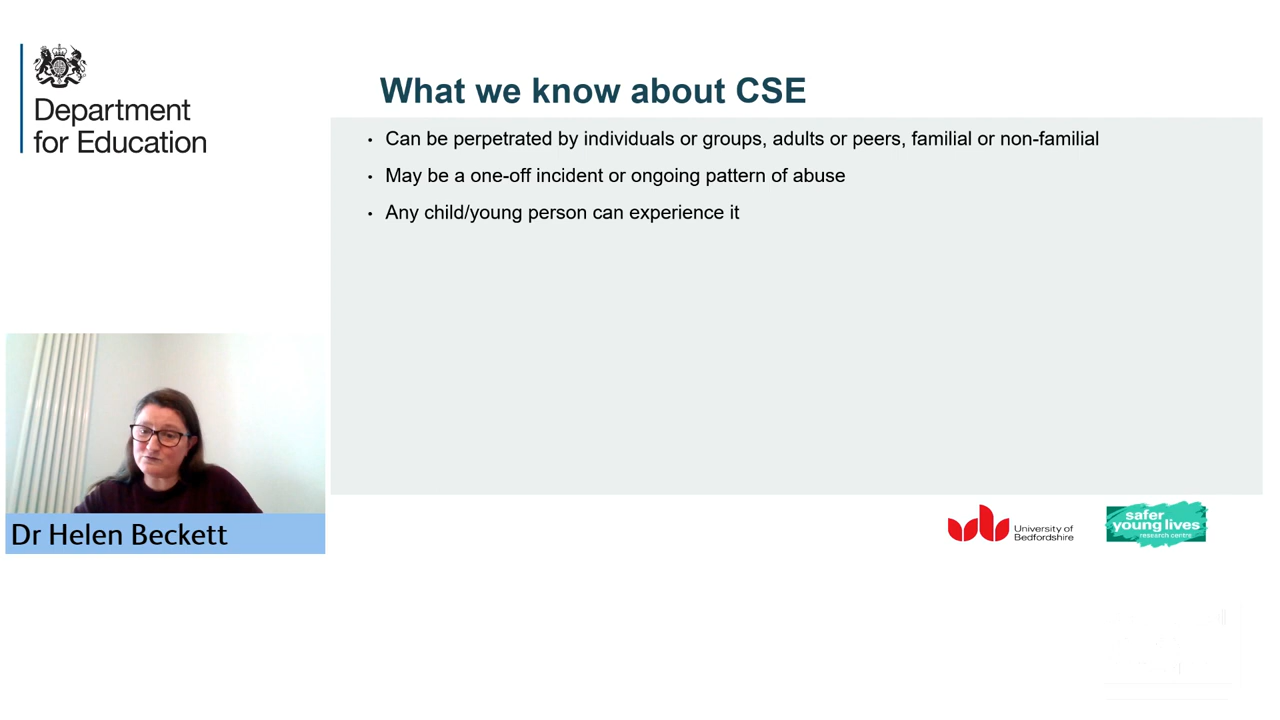 Department
for Education
What we know about CSE
• Can be perpetrated by individuals or groups, adults or peers, familial or non-familial
• May be a one-off incident or ongoing pattern of abuse
• Any child/young person can experience it
Dr Helen Beckett
University of
Bedfordshire
safer
young lives
research centre